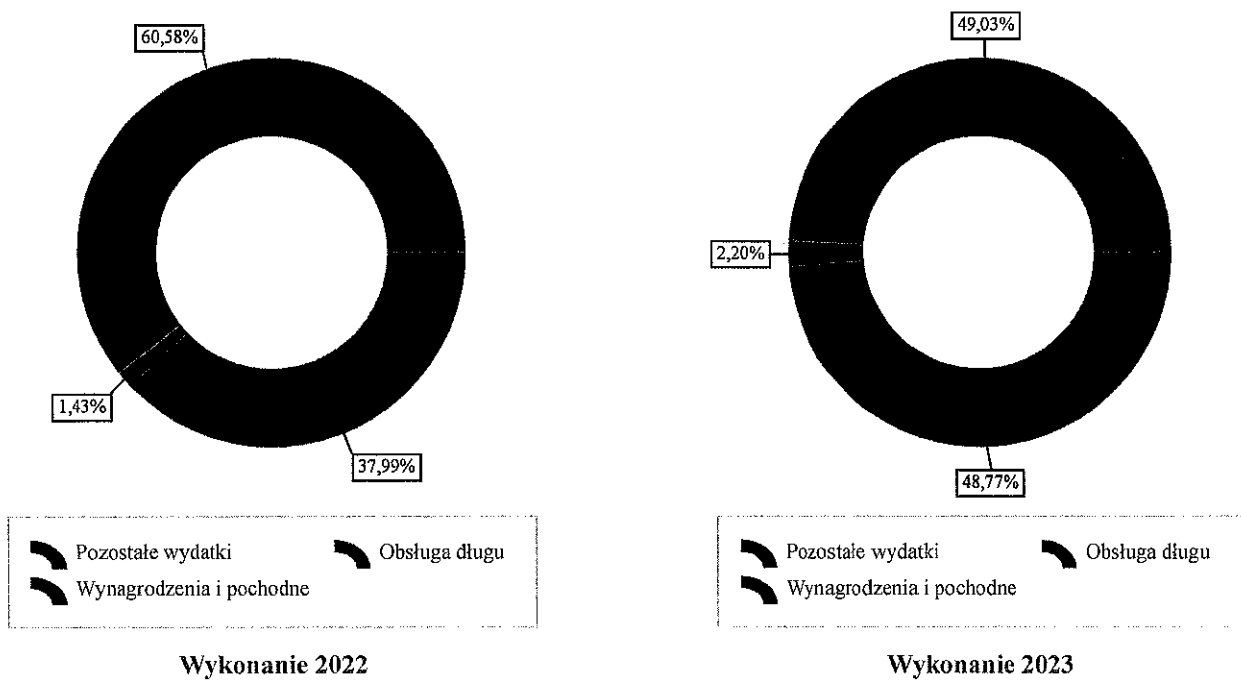 60,58%
1,43%
37,99%
Pozostałe wydatki
Obsługa długu
Wynagrodzenia i pochodne
Wykonanie 2022
49,03%
2,20%
48,77%
Pozostałe wydatki
Obsługa długu
Wynagrodzenia i pochodne
Wykonanie 2023